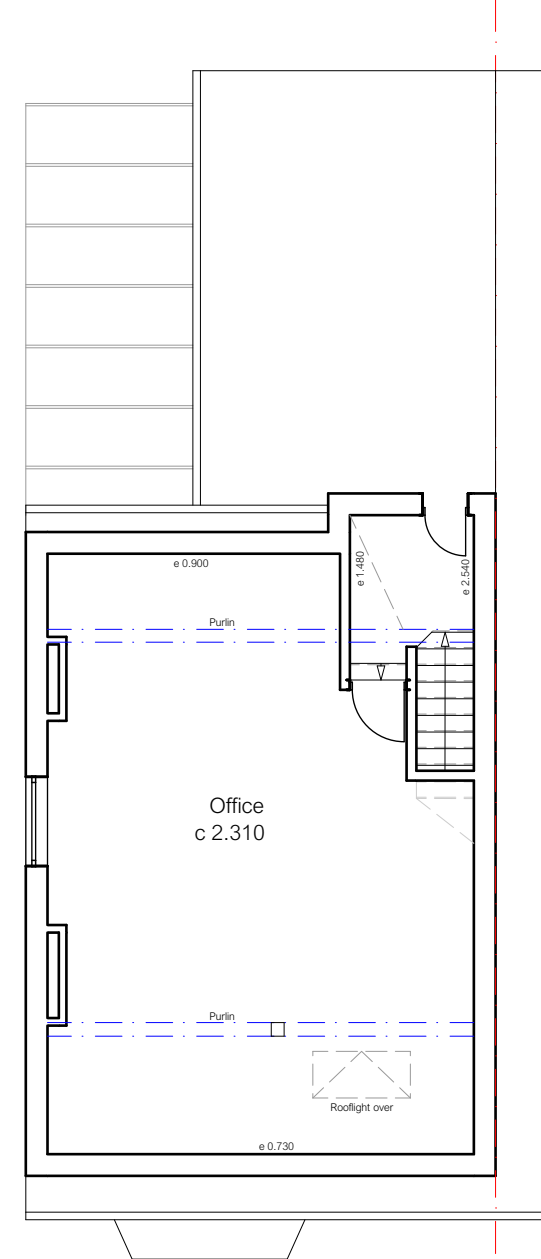 e 0.900
e 1.480
e 2.540
Purlin
Office
c 2.310
Purlin
Rooflight over
e 0.730